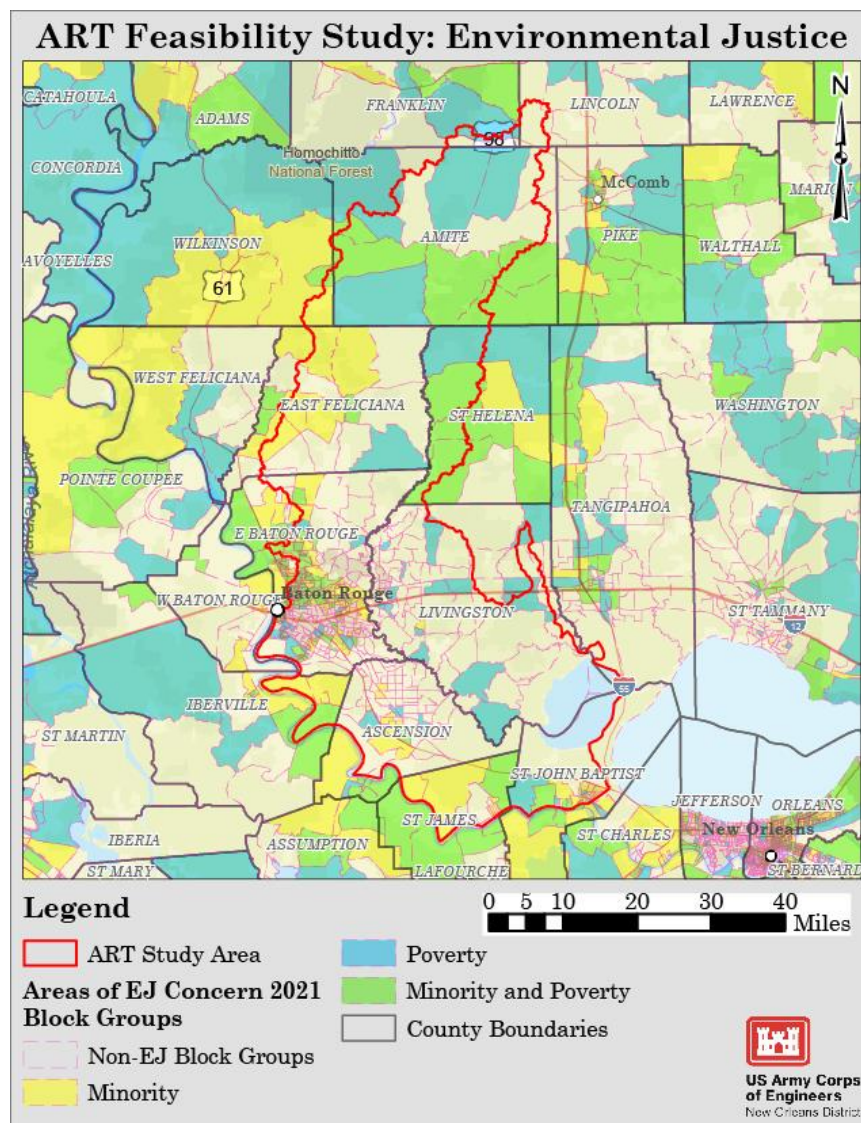 ART Feasibility Study: Environmental Justice
CATAHOULA
ADAMS
FRANKLIN
LINCOLN
LAWRENCE
N
98
Homochitto
National Forest
CONCORDIA
McComb
MARION
WILKINSON
AMITE
PIKE
WALTHALL
AVOYELLES
61
WEST FELICIANA
EAST FELICIANA
ST HELENA
WASHINGTON
POINTE COUPEE
TANGIPAHOA
E BATON ROUGE
W. BATON ROUGE
Baton Rouge
LIVINGSTON
ST TAMMANY
12
55
IBERVILLE
ST MARTIN
ASCENSION
ST JOHN BAPTIST
JEFFERSON
ORLEANS
ST JAMES
ST CHARLES
New Orleans
IBERIA
ASSUMPTION
ST MARY
LAFOURCHE
ST BERNARD
Legend
0 5 10 20 30 40
Miles
ART Study Area
Areas of EJ Concern 2021
Block Groups
Non-EJ Block Groups
Minority
Poverty
Minority and Poverty
County Boundaries
US Army Corps
of Engineers
New Orleans District